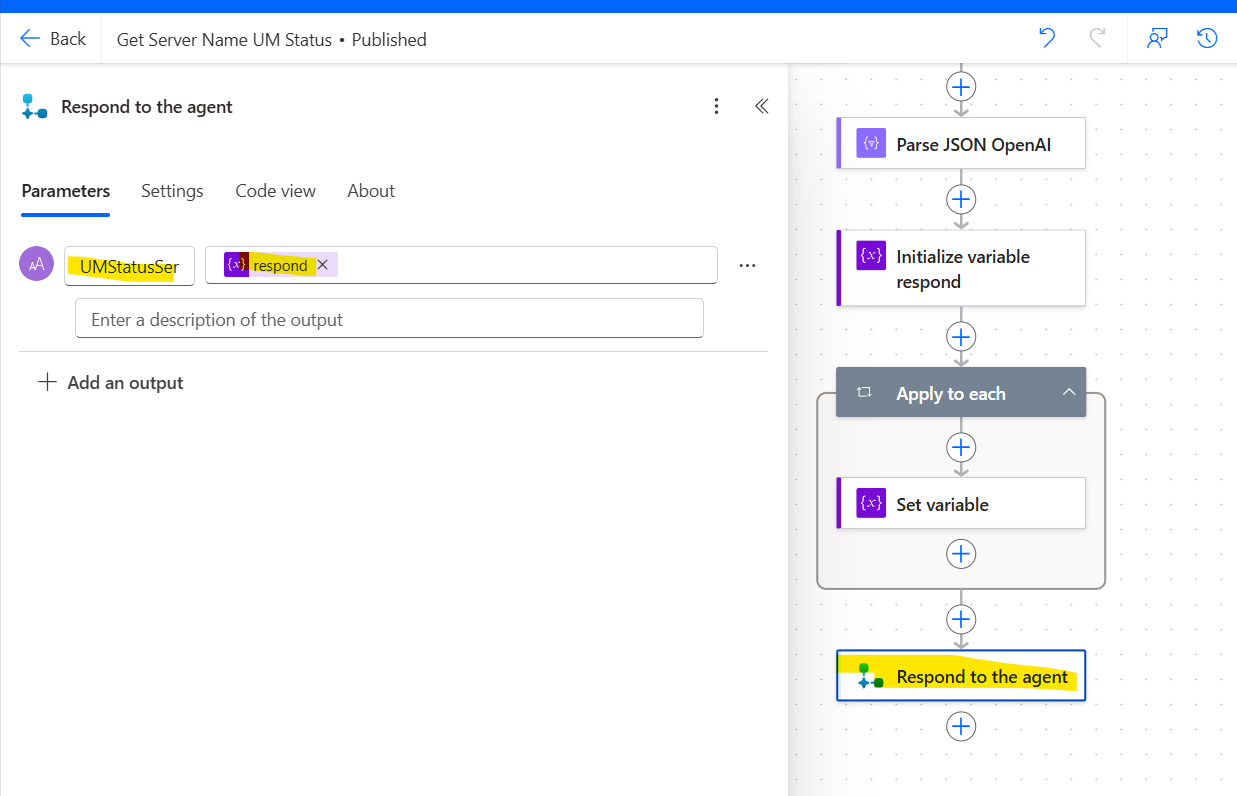 Back
Get Server Name UM Status • Published
Respond to the agent
Parameters
Settings
Code view
About
AA
UMStatusSer
{x} respond
Enter a description of the output
Add an output
Parse JSON OpenAI
{x} Initialize variable
respond
Apply to each
{x} Set variable
Respond to the agent